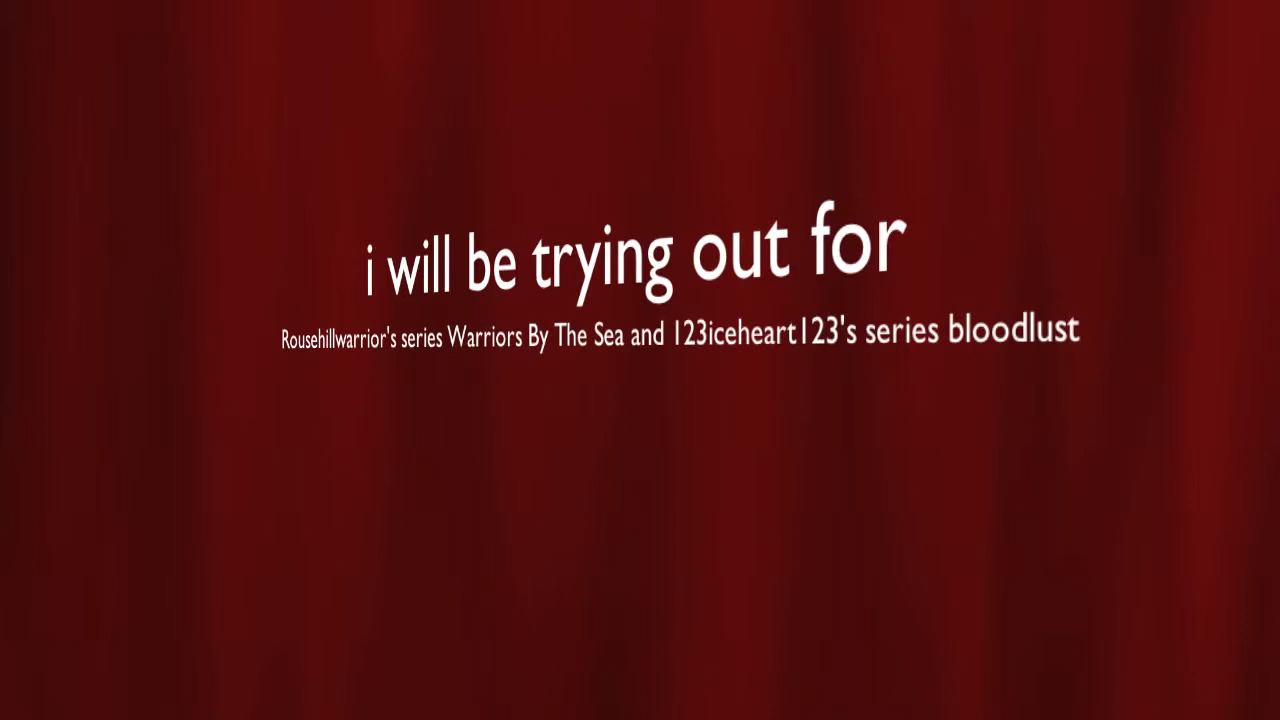 i will be trying out for
Rousehillwarrior's series Warriors By The Sea and 123iceheart123's series bloodlust